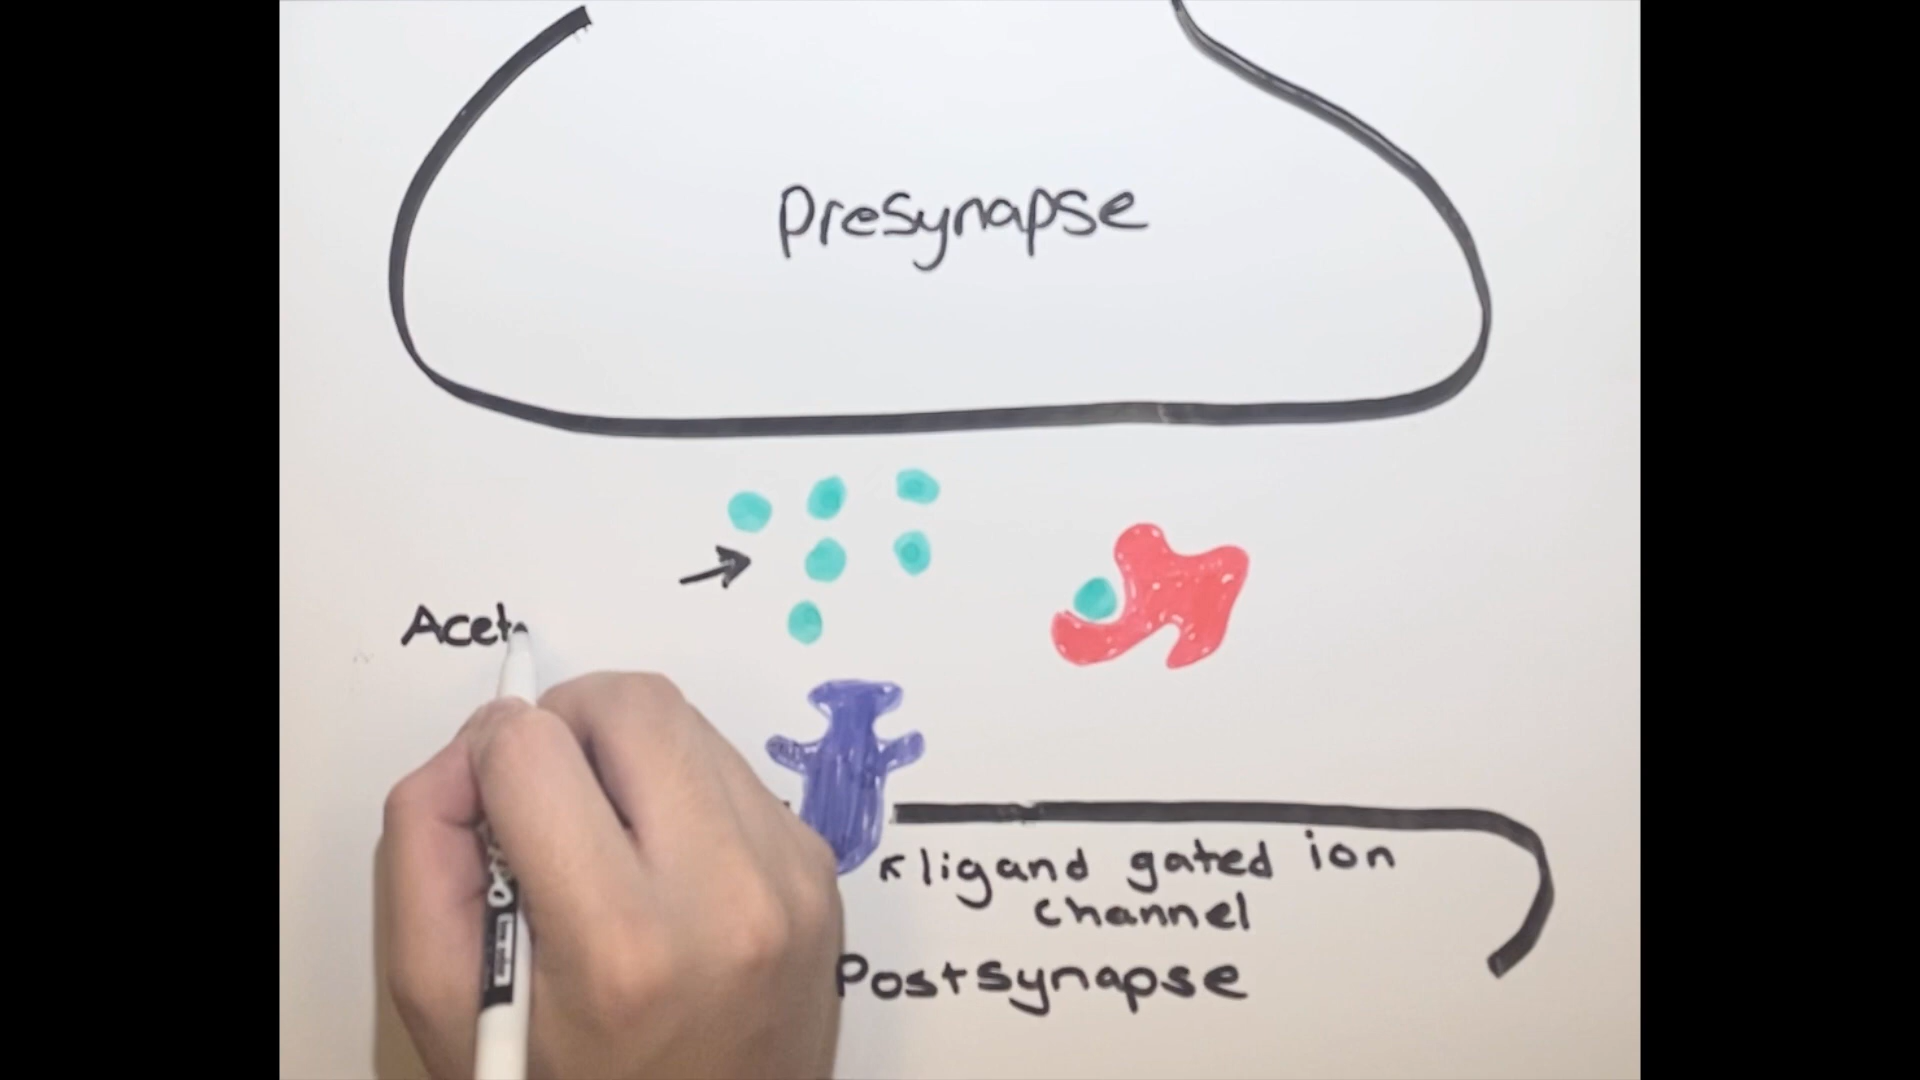 Presynapse
Acet
ligand gated ion
channel
Postsynapse